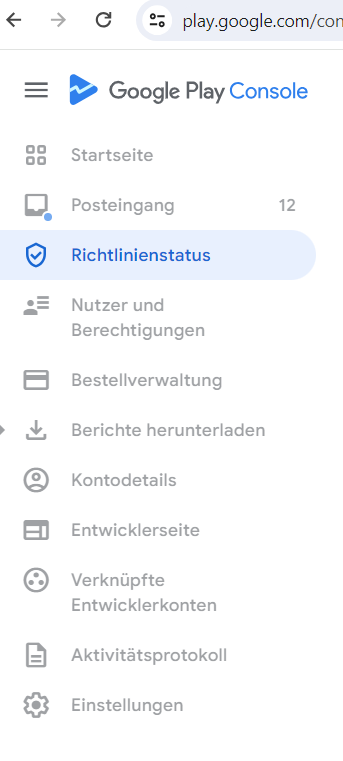 play.google.com/con
Google Play Console
Startseite
Posteingang 12
Richtlinienstatus
Nutzer und
Berechtigungen
Bestellverwaltung
Berichte herunterladen
Kontodetails
Entwicklerseite
Verknüpfte
Entwicklerkonten
Aktivitätsprotokoll
Einstellungen